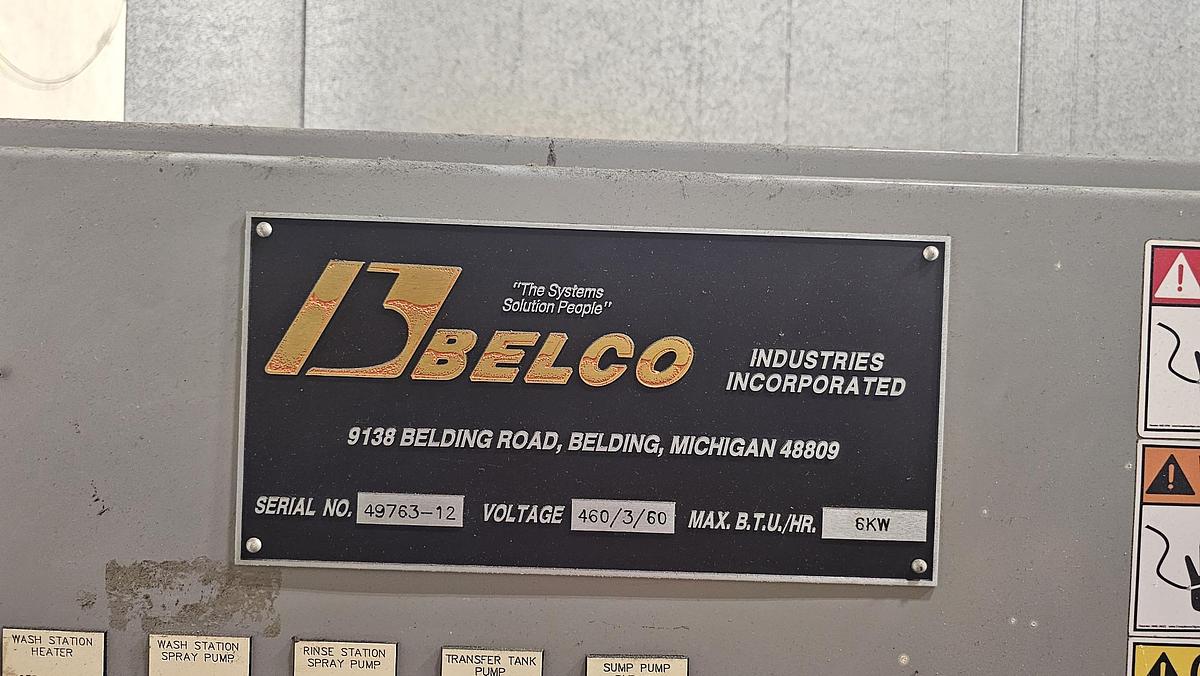 "The Systems
Solution People"
BELCO
INDUSTRIES
INCORPORATED
9138 BELDING ROAD, BELDING, MICHIGAN 48809
SERIAL NO. 49763-12 VOLTAGE 460/3/60 MAX. B.T.U./HR. 6KW
WASH STATION
HEATER
WASH STATION
SPRAY PUMP
RINSE STATION
SPRAY PUMP
TRANSFER TANK
PUMP
SUMP PUMP